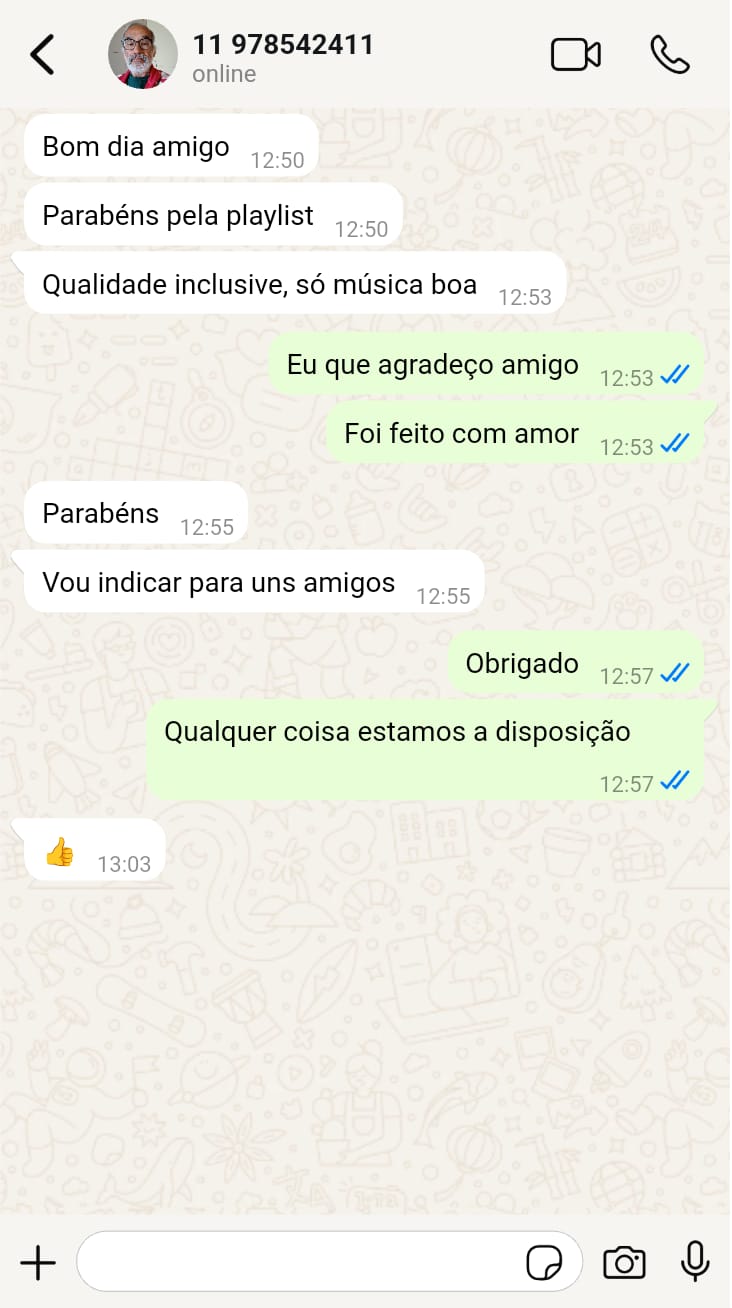 11 978542411
online
Bom dia amigo 12:50
Parabéns pela playlist 12:50
Qualidade inclusive, só música boa 12:53
Eu que agradeço amigo 12:53
Foi feito com amor 12:53
Parabéns 12:55
Vou indicar para uns amigos 12:55
Obrigado 12:57
Qualquer coisa estamos a disposição
12:57
👍 13:03